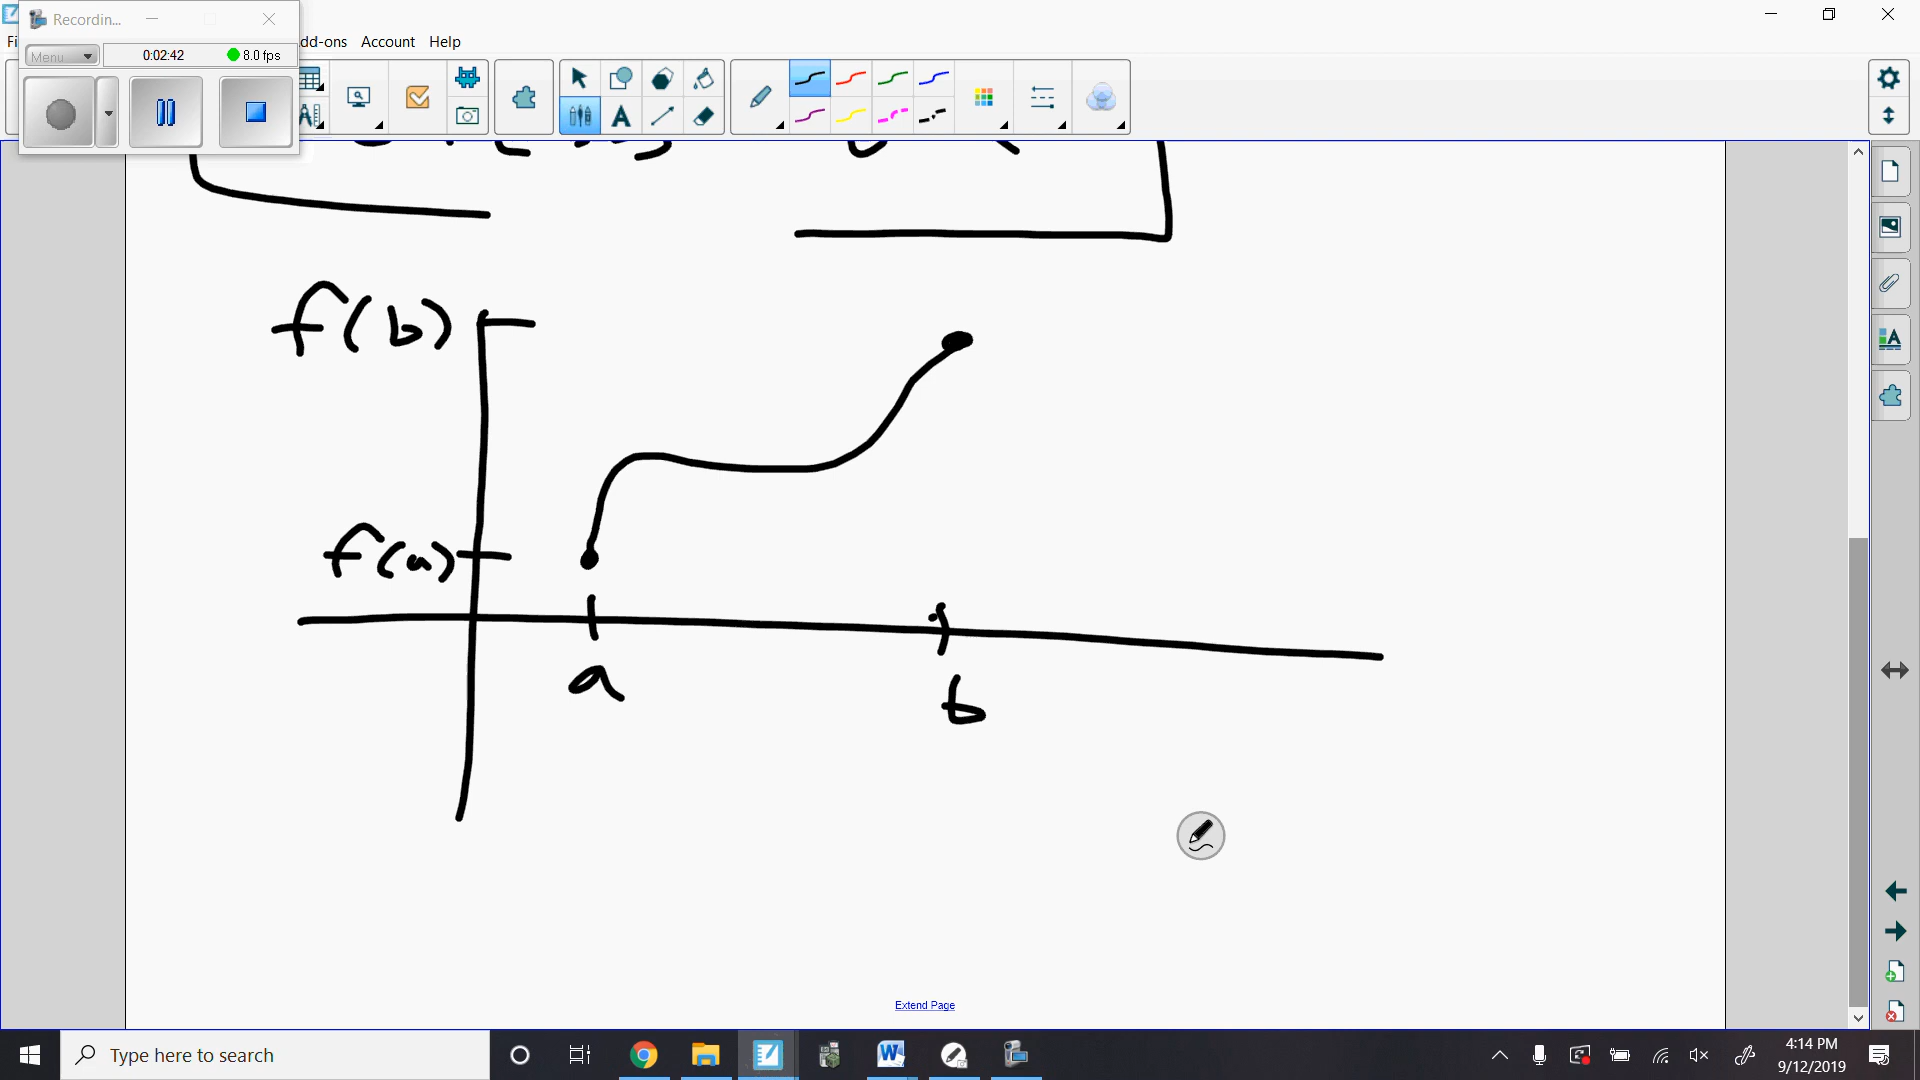 Recordin...
Fi
dd-ons Account Help
Menu 0:02:42 8.0 fps
A
f(b)
f(a)
a
b
Extend Page
Type here to search
4:14 PM
9/12/2019